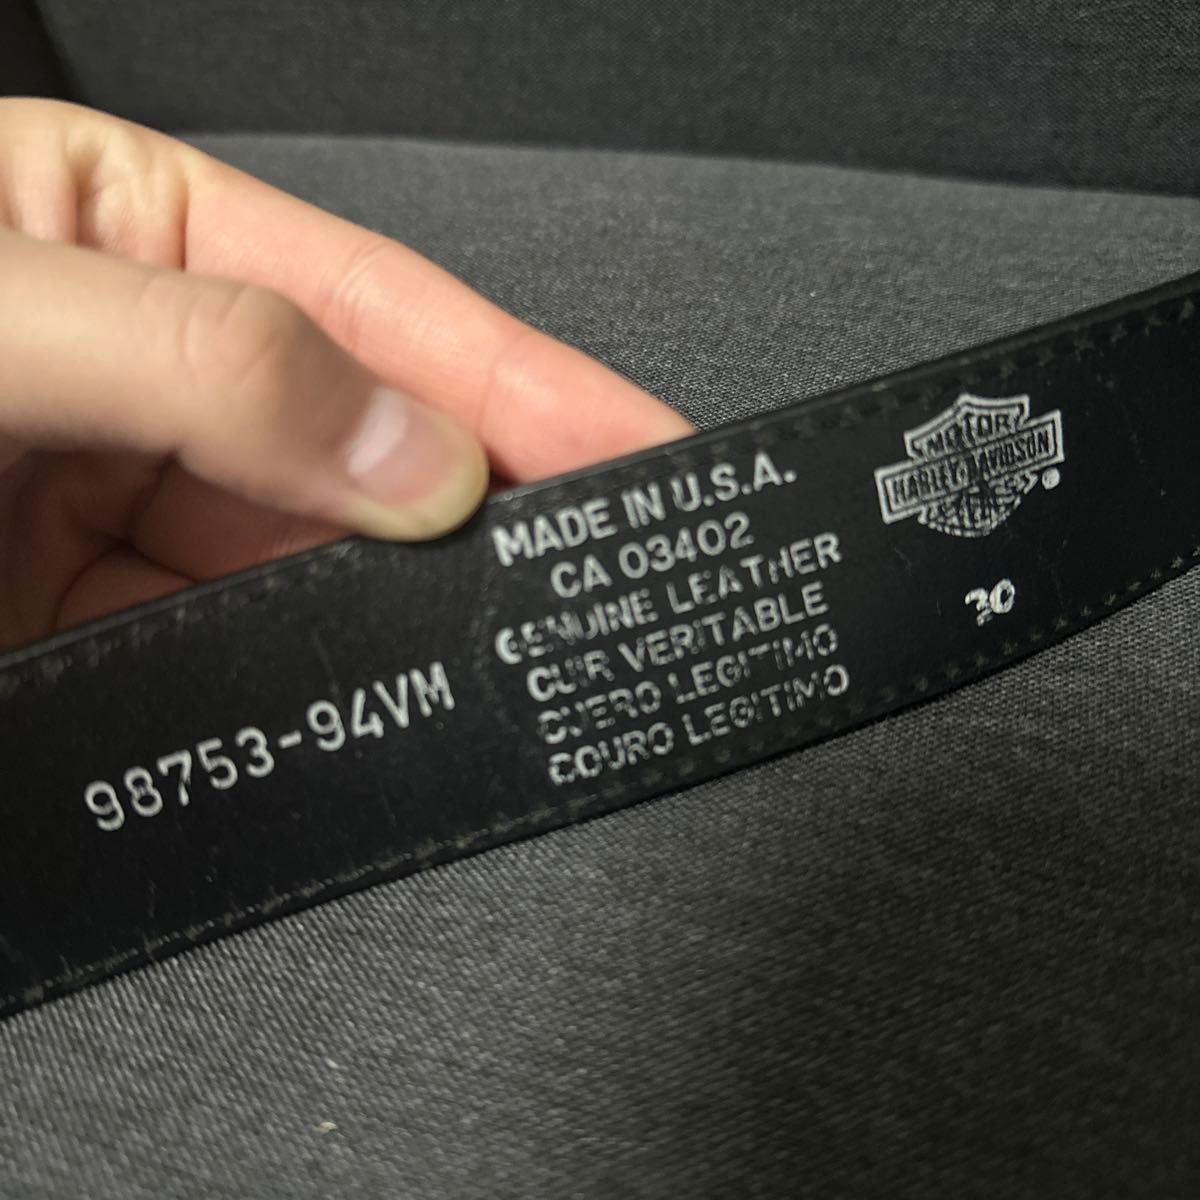 98753-94VM
MADE IN U.S.A.
CA 03402
GENUINE LEATHER
CUIR VERITABLE
CUERO LEGITIMO
COURO LEGITIMO
MOTOR
HARLEY-DAVIDSON
®
30